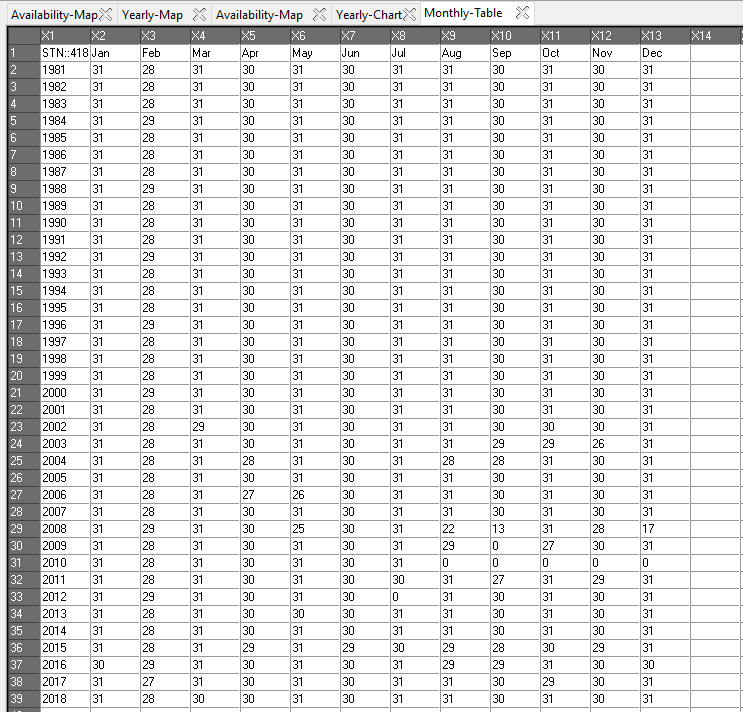 Availability-Map Yearly-Map Availability-Map Yearly-Chart Monthly-Table
X1 X2 X3 X4 X5 X6 X7 X8 X9 X10 X11 X12 X13 X14
1 STN::418 Jan Feb Mar Apr May Jun Jul Aug Sep Oct Nov Dec
2 1981 31 28 31 30 31 30 31 31 30 31 30 31
3 1982 31 28 31 30 31 30 31 31 30 31 30 31
4 1983 31 28 31 30 31 30 31 31 30 31 30 31
5 1984 31 29 31 30 31 30 31 31 30 31 30 31
6 1985 31 28 31 30 31 30 31 31 30 31 30 31
7 1986 31 28 31 30 31 30 31 31 30 31 30 31
8 1987 31 28 31 30 31 30 31 31 30 31 30 31
9 1988 31 29 31 30 31 30 31 31 30 31 30 31
10 1989 31 28 31 30 31 30 31 31 30 31 30 31
11 1990 31 28 31 30 31 30 31 31 30 31 30 31
12 1991 31 28 31 30 31 30 31 31 30 31 30 31
13 1992 31 29 31 30 31 30 31 31 30 31 30 31
14 1993 31 28 31 30 31 30 31 31 30 31 30 31
15 1994 31 28 31 30 31 30 31 31 30 31 30 31
16 1995 31 28 31 30 31 30 31 31 30 31 30 31
17 1996 31 29 31 30 31 30 31 31 30 31 30 31
18 1997 31 28 31 30 31 30 31 31 30 31 30 31
19 1998 31 28 31 30 31 30 31 31 30 31 30 31
20 1999 31 28 31 30 31 30 31 31 30 31 30 31
21 2000 31 29 31 30 31 30 31 31 30 31 30 31
22 2001 31 28 31 30 31 30 31 31 30 31 30 31
23 2002 31 28 29 30 31 30 31 31 30 30 30 31
24 2003 31 28 31 30 31 30 31 31 29 29 26 31
25 2004 31 28 31 28 31 30 31 28 28 31 30 31
26 2005 31 28 31 30 31 30 31 31 30 31 30 31
27 2006 31 28 31 27 26 30 31 31 30 31 30 31
28 2007 31 28 31 30 31 30 31 31 30 31 30 31
29 2008 31 29 31 30 25 30 31 22 13 31 28 17
30 2009 31 28 31 30 31 30 31 29 0 27 30 31
31 2010 31 28 31 30 31 30 31 0 0 0 0 0
32 2011 31 28 31 30 31 30 30 31 27 31 29 31
33 2012 31 29 31 30 31 30 0 31 30 31 30 31
34 2013 31 28 31 30 30 30 31 31 30 31 30 31
35 2014 31 28 31 30 31 30 31 31 30 31 30 31
36 2015 31 28 31 29 31 29 30 29 28 30 29 31
37 2016 30 29 31 30 31 30 31 29 29 31 30 30
38 2017 31 27 31 30 31 30 31 31 30 29 30 31
39 2018 31 28 30 30 31 30 31 31 30 31 30 31